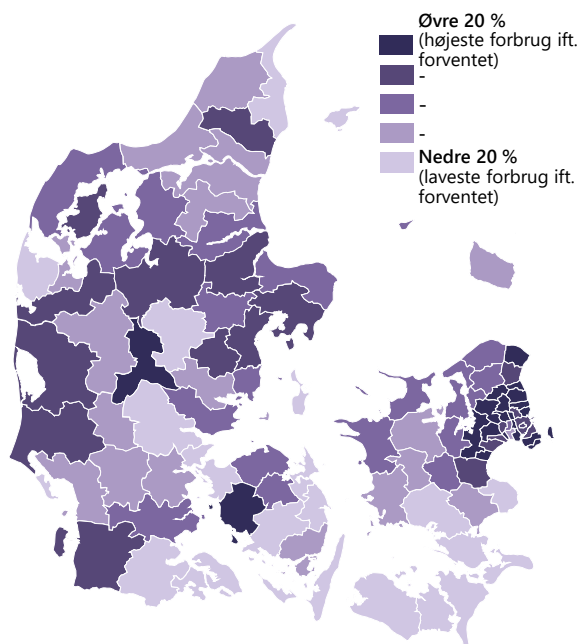 Øvre 20 %
(højeste forbrug ift.
forventet)
-
-
-
Nedre 20 %
(laveste forbrug ift.
forventet)